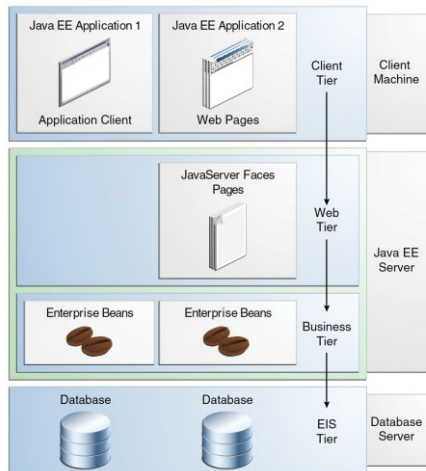 Java EE Application 1
Java EE Application 2
Application Client
Web Pages
Client
Tier
Client
Machine
JavaServer Faces
Pages
Web
Tier
Java EE
Server
Enterprise Beans
Enterprise Beans
Business
Tier
Database
Database
EIS
Tier
Database
Server